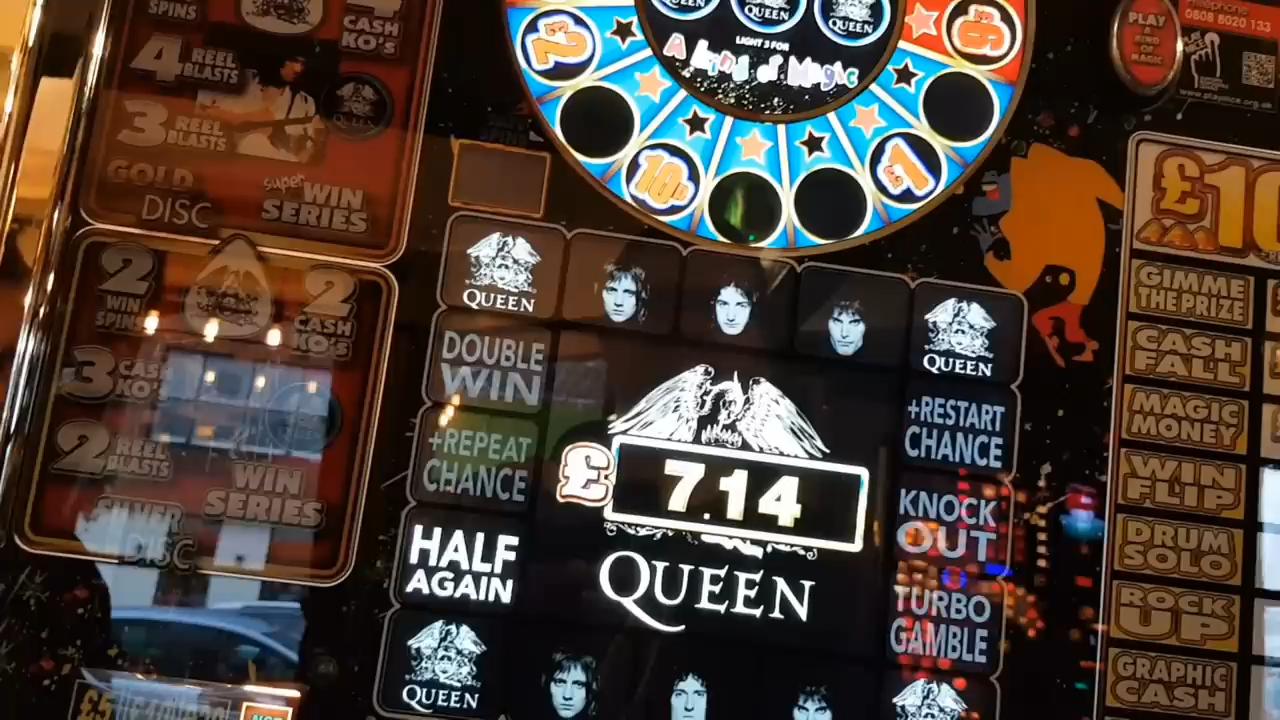 SPINS
CASH
KO'S
4 REEL
BLASTS
3 REEL
BLASTS
GOLD
DISC
super
WIN
SERIES
2
WIN
SPINS
2
CASH
KO'S
3 CASH
KO'S
2 REEL
BLASTS
WIN
SERIES
SILVER
DISC
£5
QUEEN
QUEEN
QUEEN
LIGHT 3 FOR
A Kind of Magic
10p
£1
QUEEN
QUEEN
DOUBLE
WIN
+REPEAT
CHANCE
HALF
AGAIN
QUEEN
£ 7.14
QUEEN
+RESTART
CHANCE
KNOCK
OUT
TURBO
GAMBLE
PLAY
A
KIND
OF
MAGIC
0808 8020 133
£10
GIMME
THE PRIZE
CASH
FALL
MAGIC
MONEY
WIN
FLIP
DRUM
SOLO
ROCK
UP
GRAPHIC
CASH